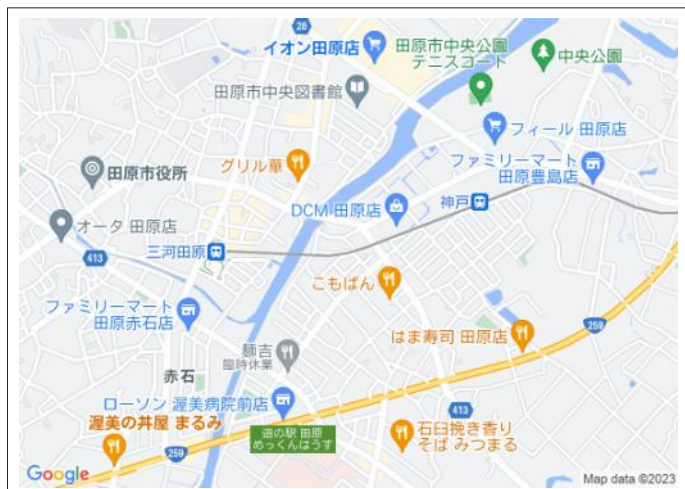 28
イオン田原店
田原市中央公園
テニスコート
中央公園
田原市中央図書館
フィール 田原店
グリル華
田原市役所
ファミリーマート
田原豊島店
DCM 田原店
神戸
オータ 田原店
三河田原
413
こもぱん
ファミリーマート
田原赤石店
259
はま寿司 田原店
麺吉
臨時休業
赤石
ローソン 渥美病院前店
413
渥美の丼屋 まるみ
道の駅 田原
めっくんはうす
石臼挽き香り
そば みつまる
259
Google
Map data ©2023